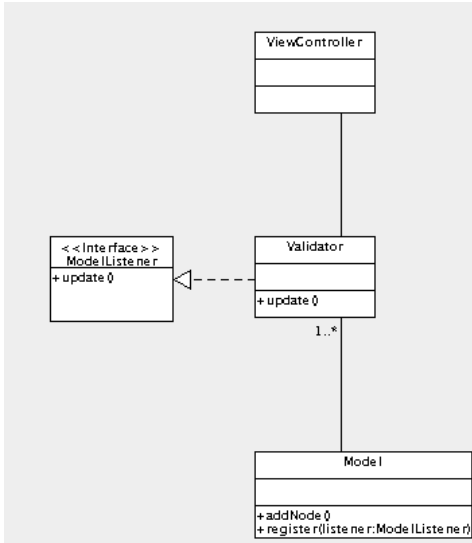 ViewController
<<Interface>>
ModelListener
+update()
Validator
+update()
1..*
Model
+addNode()
+register(listener:ModelListener)